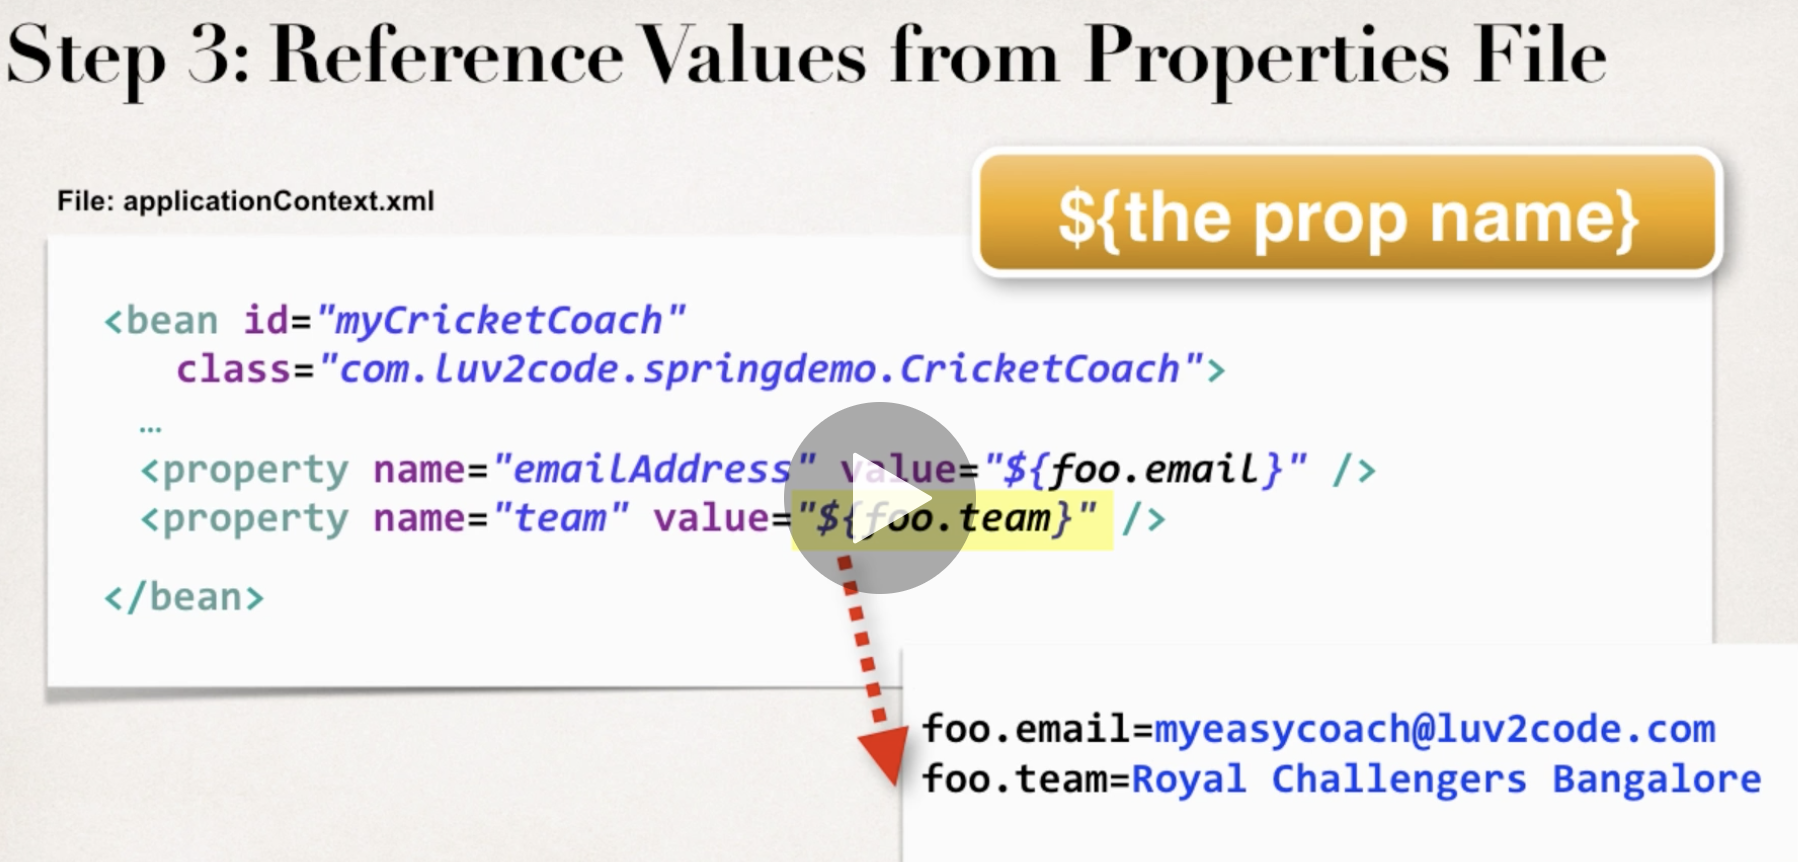 Step 3: Reference Values from Properties File
File: applicationContext.xml
${the prop name}
<bean id="myCricketCoach"
class="com.luv2code.springdemo.CricketCoach">
…
<property name="emailAddress" value="${foo.email}" />
<property name="team" value="${foo.team}" />
</bean>
foo.email=myeasycoach@luv2code.com
foo.team=Royal Challengers Bangalore